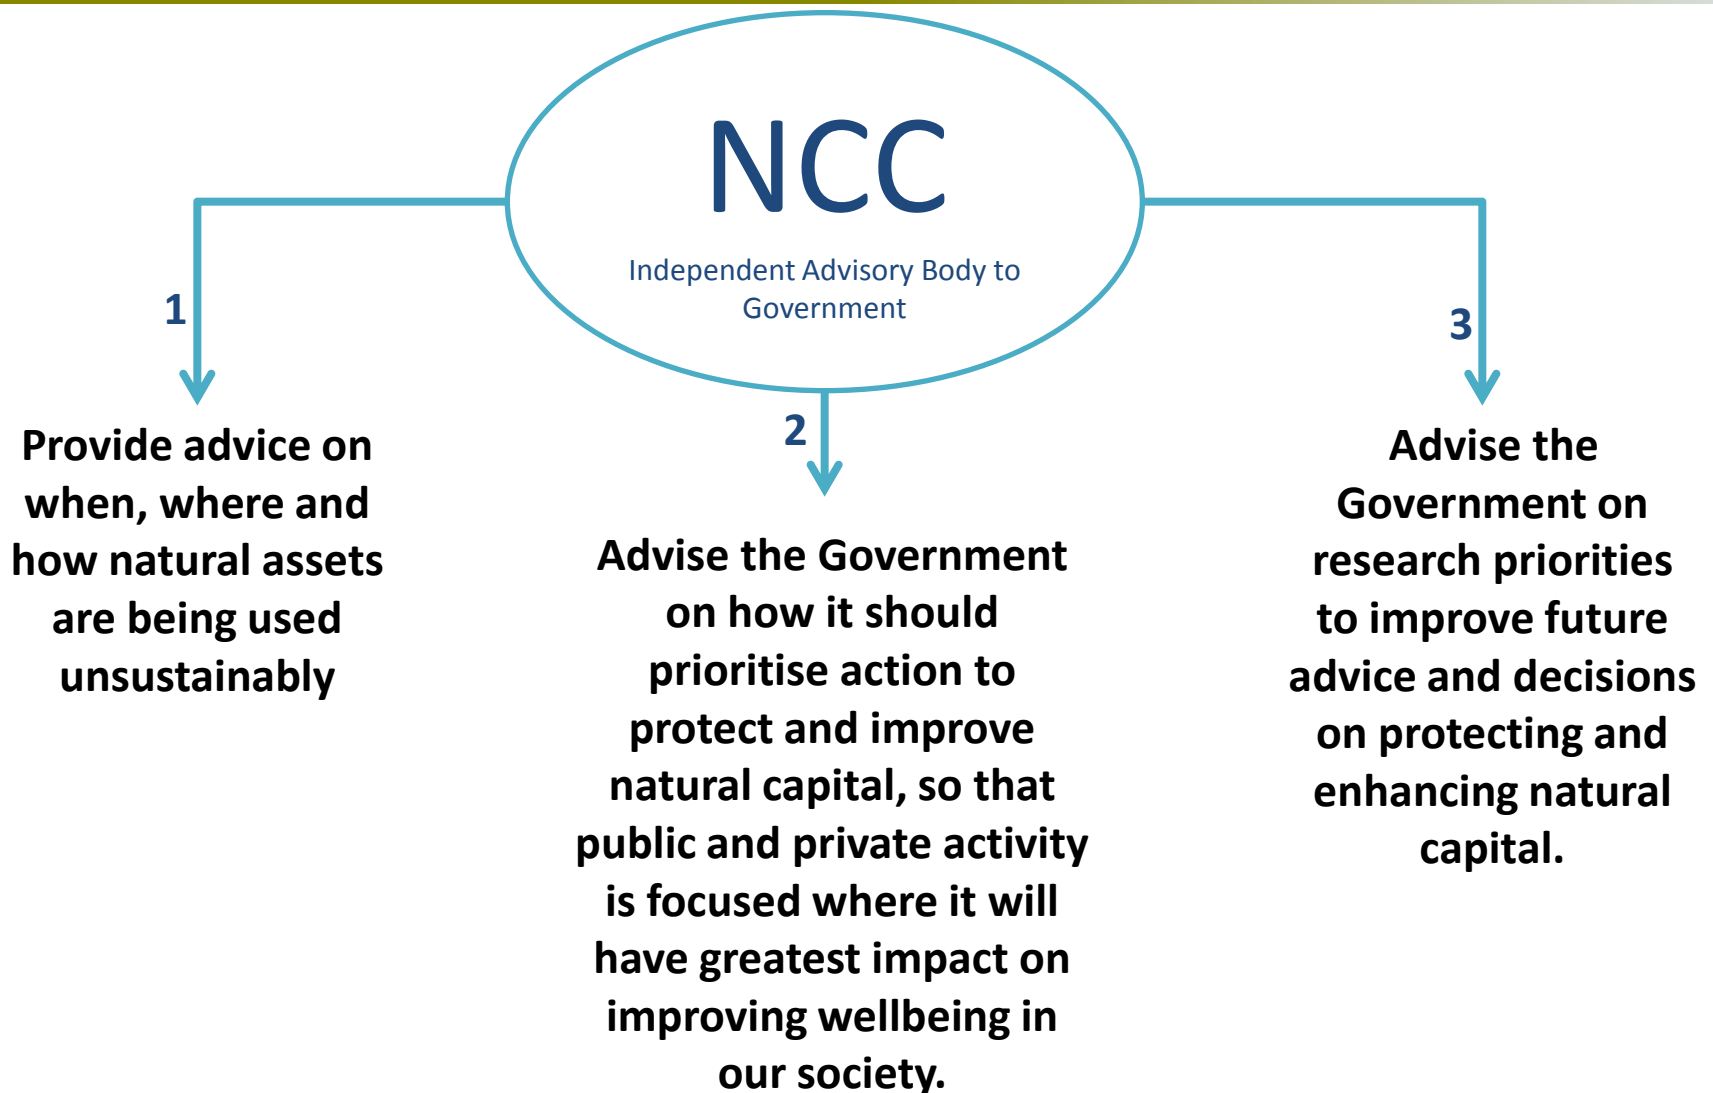 NCC
Independent Advisory Body to
Government
1
Provide advice on
when, where and
how natural assets
are being used
unsustainably
2
Advise the Government
on how it should
prioritise action to
protect and improve
natural capital, so that
public and private activity
is focused where it will
have greatest impact on
improving wellbeing in
our society.
3
Advise the
Government on
research priorities
to improve future
advice and decisions
on protecting and
enhancing natural
capital.